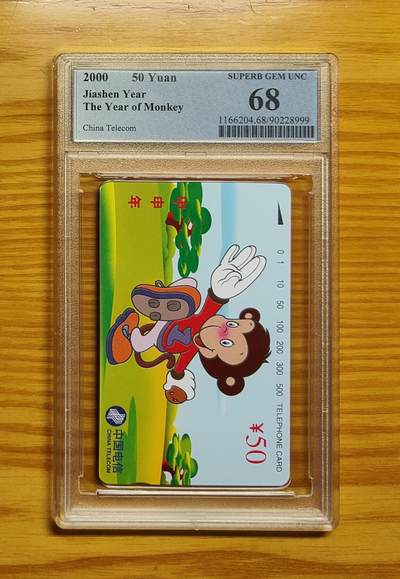 2000 50 Yuan
Jiashen Year
The Year of Monkey
China Telecom
SUPERB GEM UNC
68
1166204.68/90228999
甲申年
0 1 10 50 100 200 300 500 TELEPHONE CARD
¥50
中国电信
CHINA TELECOM